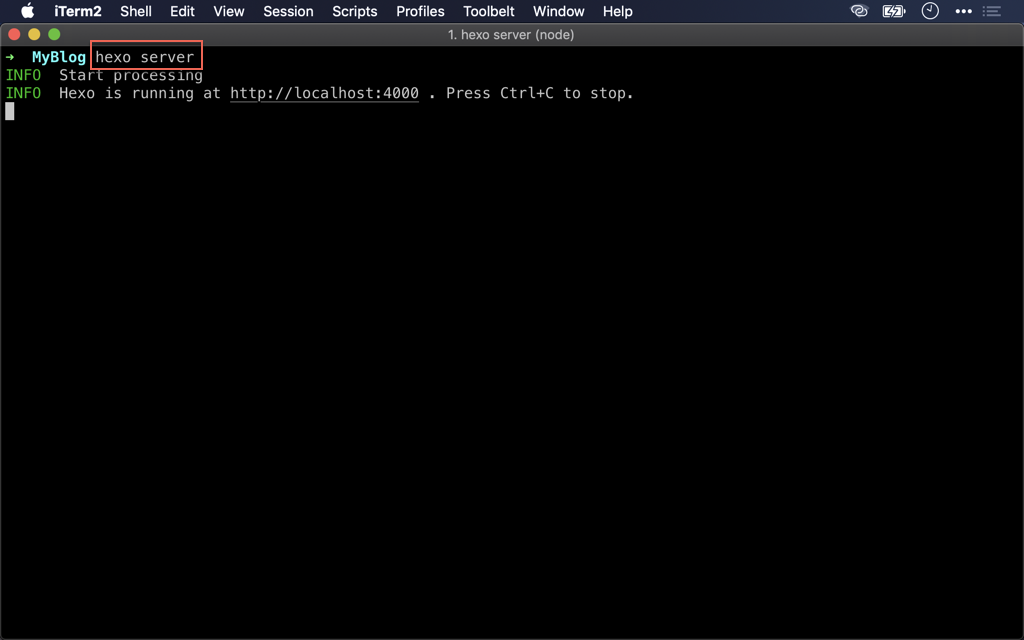 iTerm2 Shell Edit View Session Scripts Profiles Toolbelt Window Help
1. hexo server (node)
➜ MyBlog hexo server
INFO Start processing
INFO Hexo is running at http://localhost:4000 . Press Ctrl+C to stop.